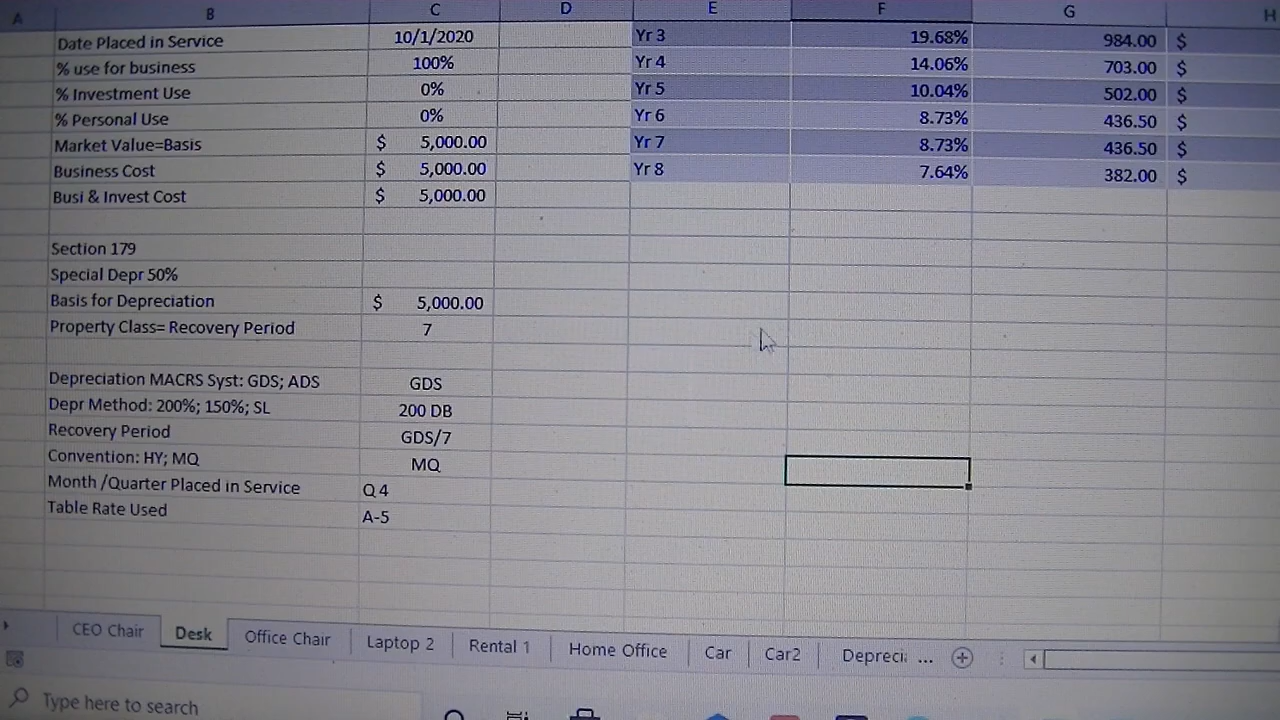 A B C D E F G H
Date Placed in Service 10/1/2020 Yr 3 19.68% 984.00 $
% use for business 100% Yr 4 14.06% 703.00 $
% Investment Use 0% Yr 5 10.04% 502.00 $
% Personal Use 0% Yr 6 8.73% 436.50 $
Market Value=Basis $ 5,000.00 Yr 7 8.73% 436.50 $
Business Cost $ 5,000.00 Yr 8 7.64% 382.00 $
Busi & Invest Cost $ 5,000.00
Section 179
Special Depr 50%
Basis for Depreciation $ 5,000.00
Property Class= Recovery Period 7
Depreciation MACRS Syst: GDS; ADS GDS
Depr Method: 200%; 150%; SL 200 DB
Recovery Period GDS/7
Convention: HY; MQ MQ
Month /Quarter Placed in Service Q 4
Table Rate Used A-5
CEO Chair Desk Office Chair Laptop 2 Rental 1 Home Office Car Car2 Depreci ...
Type here to search